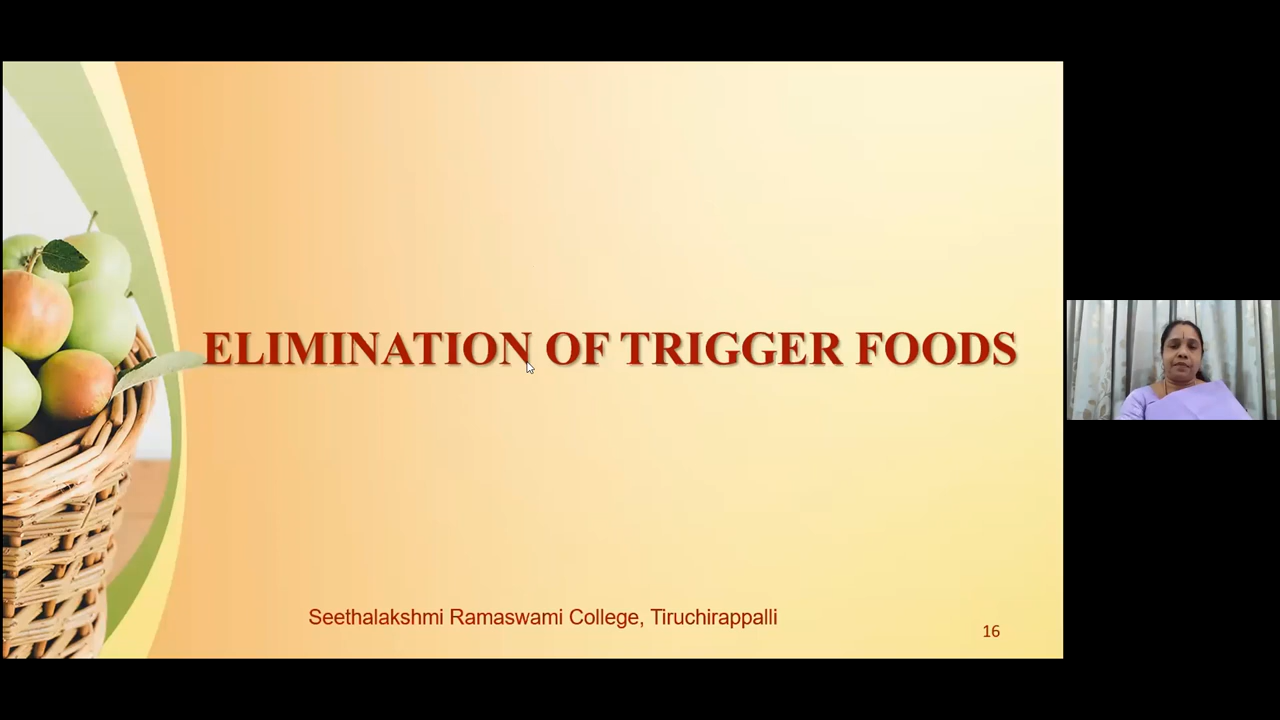 ELIMINATION OF TRIGGER FOODS
Seethalakshmi Ramaswami College, Tiruchirappalli
16